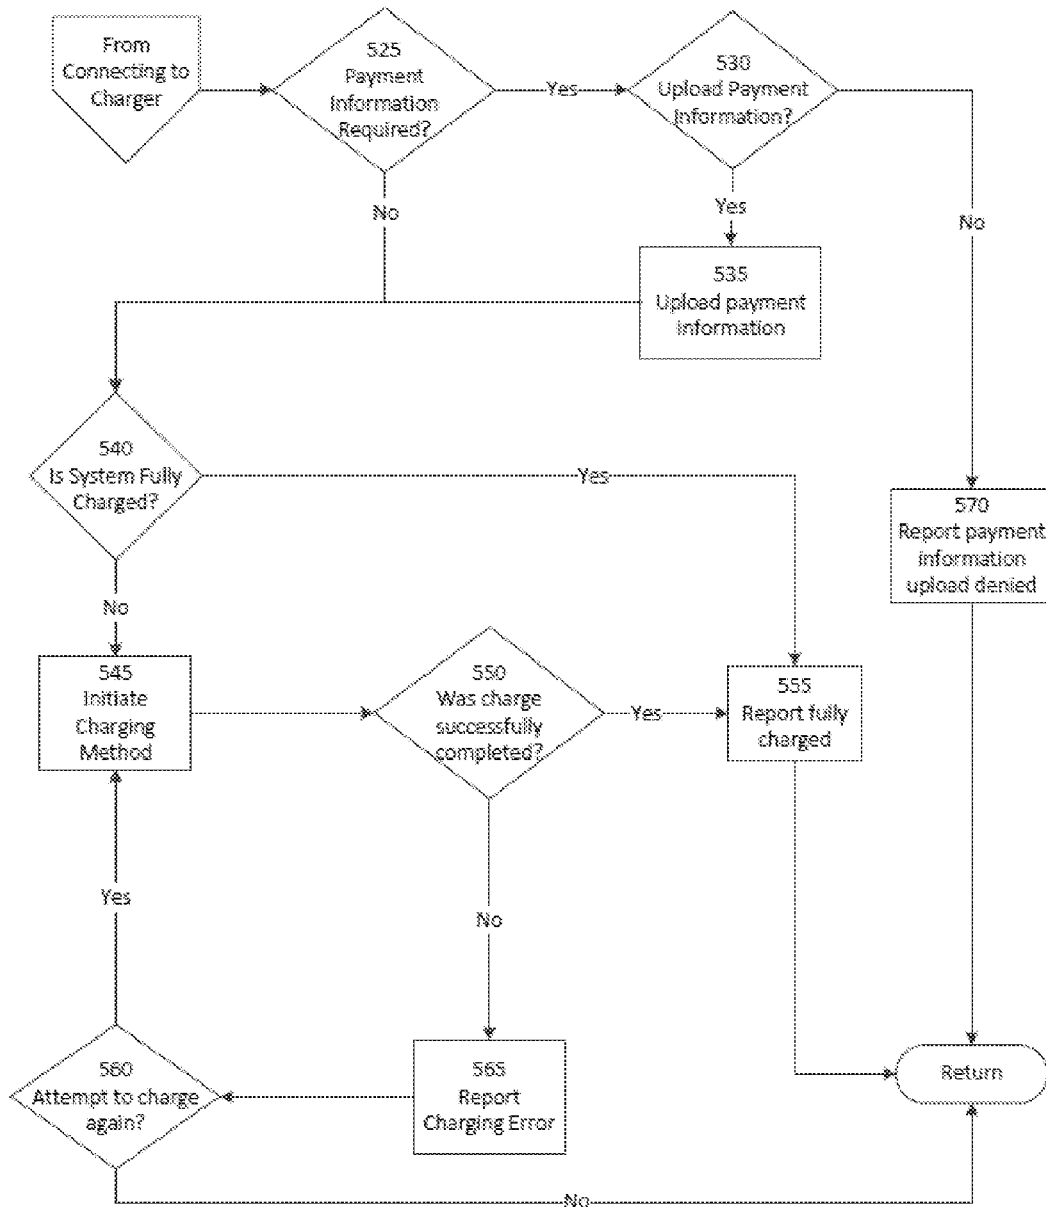 From
Connecting to
Charger
525
Payment
Information
Required?
Yes
530
Upload Payment
Information?
No
Yes
No
535
Upload payment
information
540
Is System Fully
Charged?
Yes
570
Report payment
information
upload denied
No
545
Initiate
Charging
Method
550
Was charge
successfully
completed?
Yes
555
Report fully
charged
Yes
No
560
Attempt to charge
again?
565
Report
Charging Error
Return
No